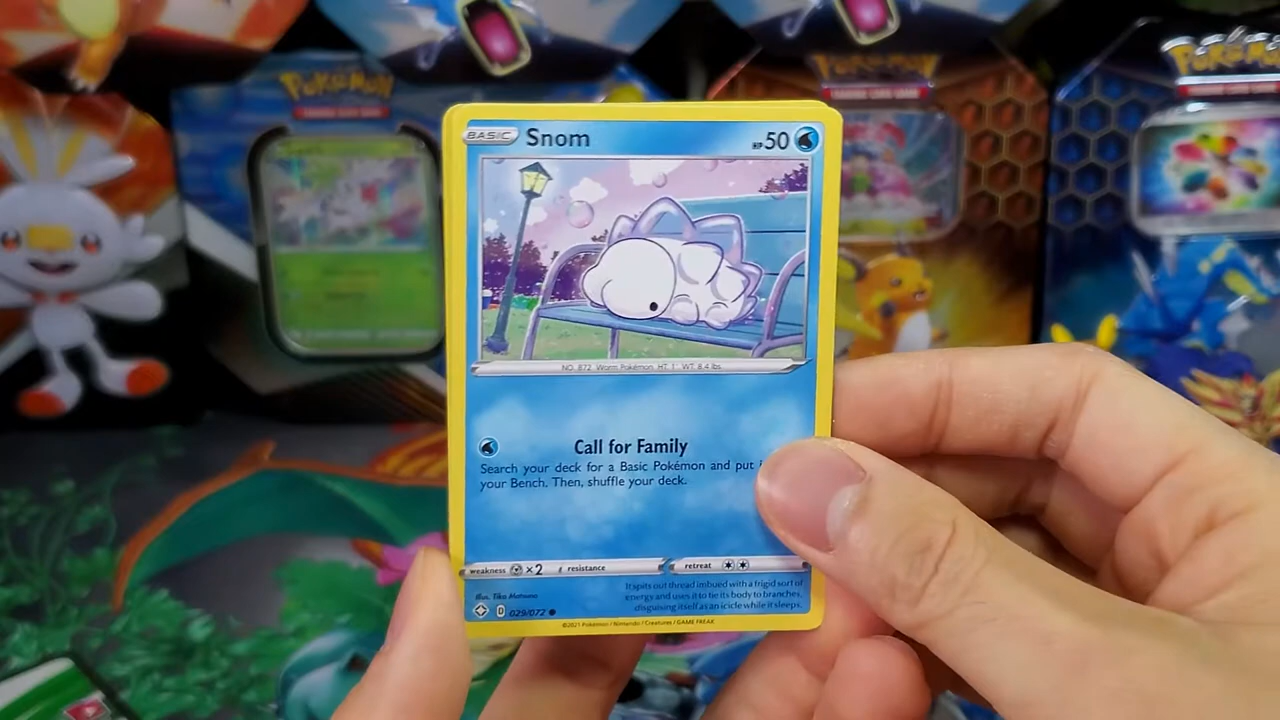 Pokémon
Pokémon
Pokémon
BASIC Snom HP 50
NO. 872 Worm Pokémon HT: 1' WT: 8.4 lbs.
Call for Family
Search your deck for a Basic Pokémon and put
your Bench. Then, shuffle your deck.
weakness ×2 resistance retreat
It spits out thread imbued with a frigid sort of
energy and uses it to tie its body to branches,
disguising itself as an icicle while it sleeps.
Illus. Tika Matsuno
D 029/072
©2021 Pokémon / Nintendo / Creatures / GAME FREAK